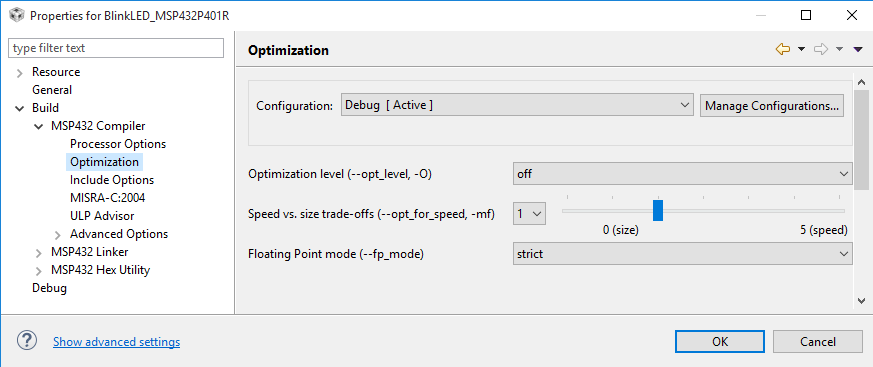 Properties for BlinkLED_MSP432P401R
type filter text
Resource
General
Build
MSP432 Compiler
Processor Options
Optimization
Include Options
MISRA-C:2004
ULP Advisor
Advanced Options
MSP432 Linker
MSP432 Hex Utility
Debug
Optimization
Configuration: Debug [ Active ] Manage Configurations...
Optimization level (--opt_level, -O) off
Speed vs. size trade-offs (--opt_for_speed, -mf) 1
0 (size) 5 (speed)
Floating Point mode (--fp_mode) strict
? Show advanced settings OK Cancel